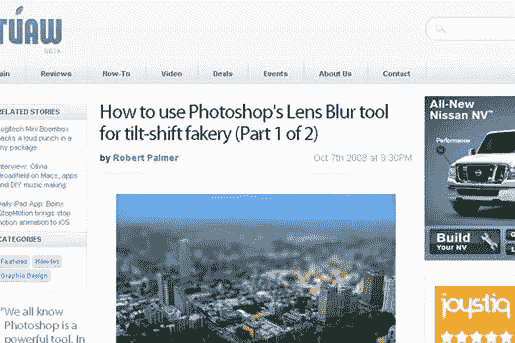 TUAW
BETA
ain Reviews How-To Video Deals Events About Us Contact
RELATED STORIES
Logitech Mini Boombox
packs a loud punch in a
tiny package
Interview: Olivia
Broadfield on Macs, apps
and DIY music making
Daily iPad App: Boinx
iStopMotion brings stop
motion animation to iOS
CATEGORIES
Features How-tos
Graphic Design
"We all know
Photoshop is a
powerful tool. In
How to use Photoshop's Lens Blur tool
for tilt-shift fakery (Part 1 of 2)
by Robert Palmer
Oct 7th 2008 at 3:30PM
All-New
Nissan NV™
Performance
Build
Your NV
joystiq